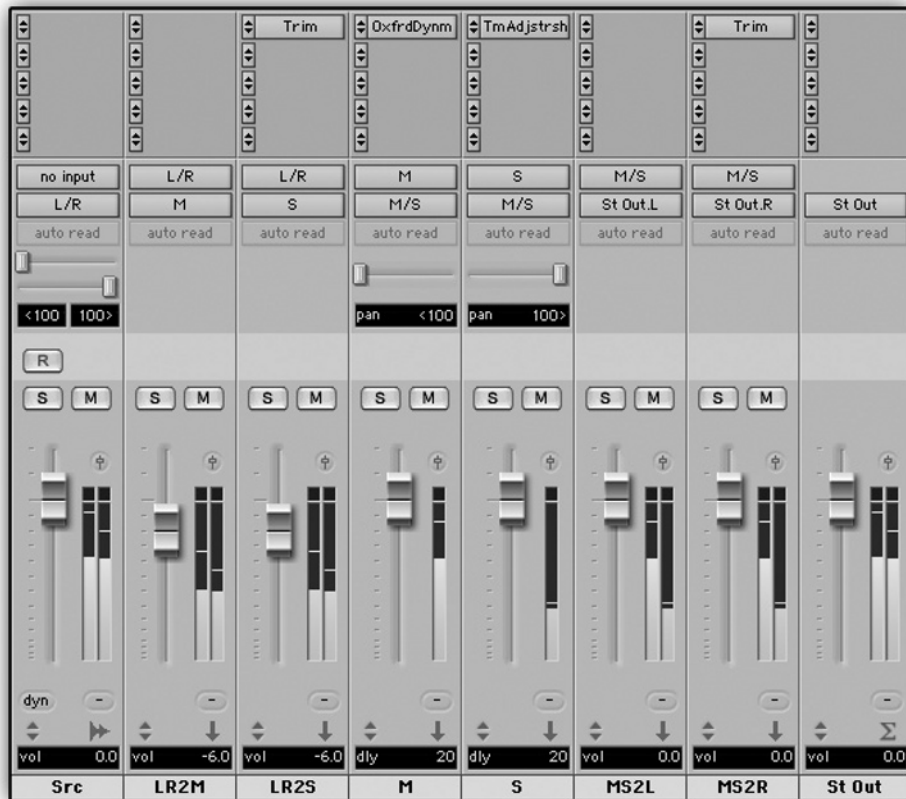 Trim OxfrdDynm TmAdjstrsh Trim
no input L/R L/R M S M/S M/S
L/R M S M/S M/S St Out.L St Out.R St Out
auto read auto read auto read auto read auto read auto read auto read auto read
<100 100> pan <100 pan 100>
R
S M S M S M S M S M S M S M
dyn - - - - - - - -
Σ
vol 0.0 vol -6.0 vol -6.0 dly 20 dly 20 vol 0.0 vol 0.0 vol 0.0
Src LR2M LR2S M S MS2L MS2R St Out